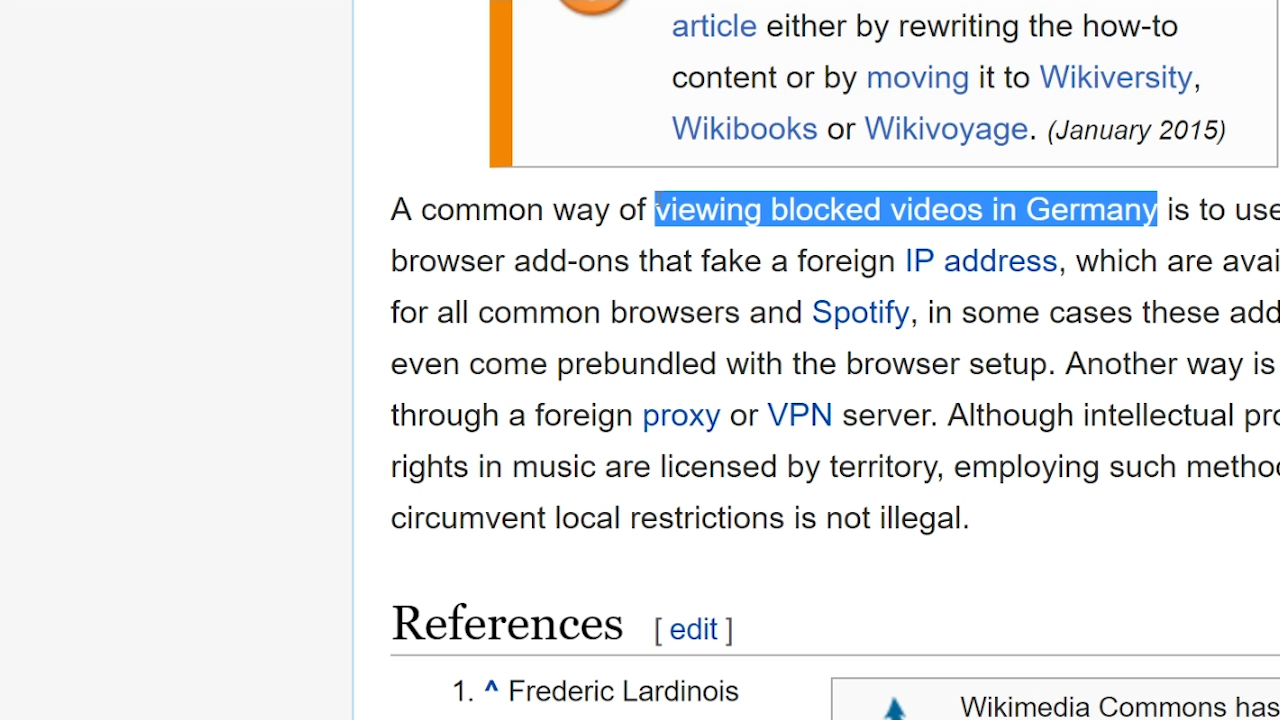 article either by rewriting the how-to
content or by moving it to Wikiversity,
Wikibooks or Wikivoyage. (January 2015)
A common way of viewing blocked videos in Germany is to use
browser add-ons that fake a foreign IP address, which are avai
for all common browsers and Spotify, in some cases these add
even come prebundled with the browser setup. Another way is
through a foreign proxy or VPN server. Although intellectual pro
rights in music are licensed by territory, employing such metho
circumvent local restrictions is not illegal.
References [ edit ]
1. ^ Frederic Lardinois
Wikimedia Commons has